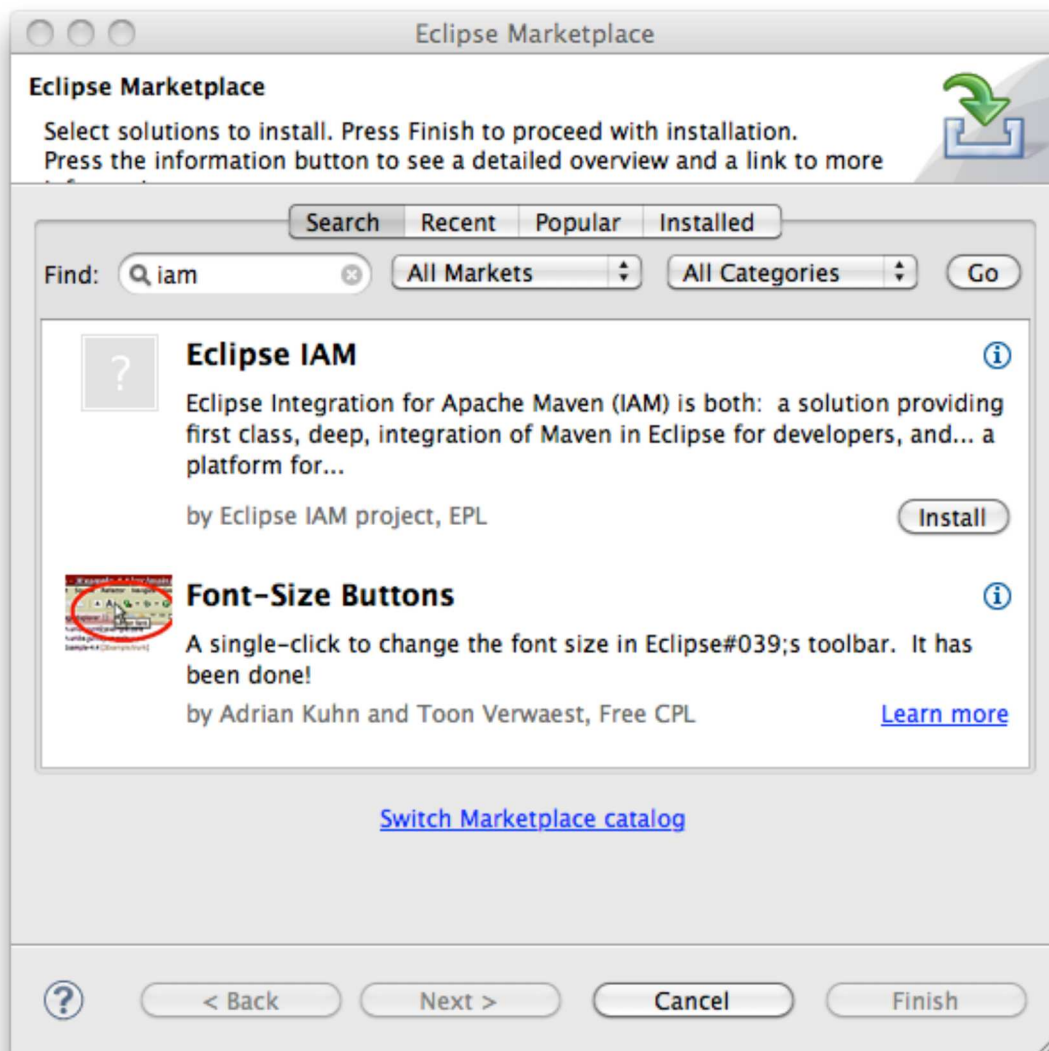 Eclipse Marketplace
Eclipse Marketplace
Select solutions to install. Press Finish to proceed with installation.
Press the information button to see a detailed overview and a link to more
Search Recent Popular Installed
Find: iam All Markets All Categories Go
?
Eclipse IAM
Eclipse Integration for Apache Maven (IAM) is both:  a solution providing
first class, deep, integration of Maven in Eclipse for developers, and... a
platform for...
by Eclipse IAM project, EPL
Install
Font-Size Buttons
A single-click to change the font size in Eclipse#039;s toolbar.  It has
been done!
by Adrian Kuhn and Toon Verwaest, Free CPL
Learn more
Switch Marketplace catalog
? < Back Next > Cancel Finish